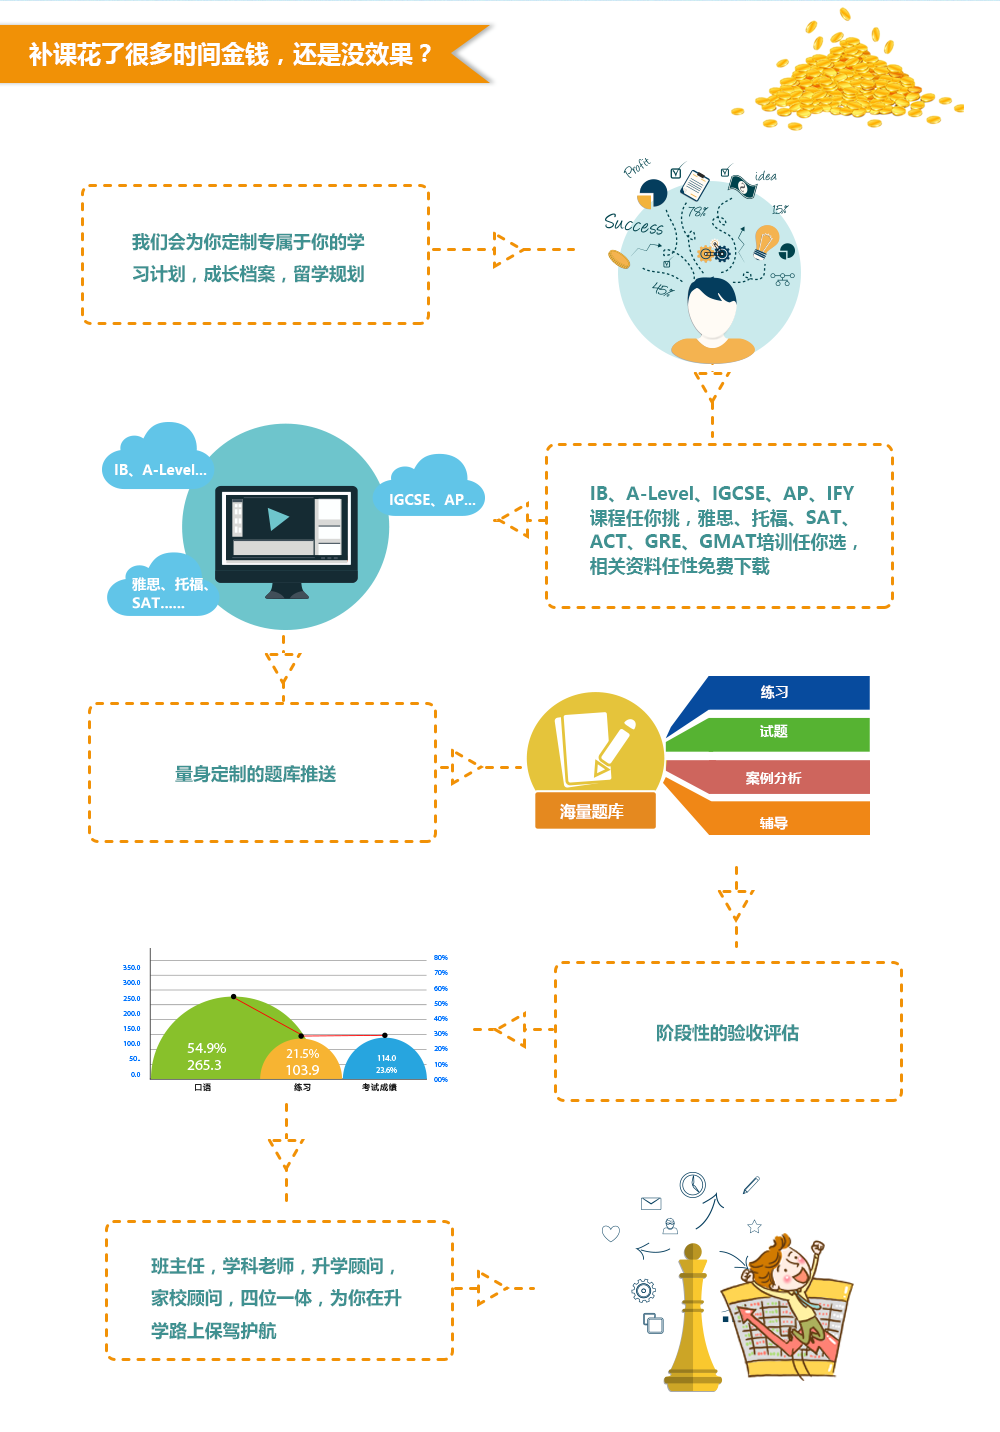 补课花了很多时间金钱，还是没效果？
我们会为你定制专属于你的学
习计划，成长档案，留学规划
Profit
idea
78%
15%
Success
45%
IB、A-Level...
IGCSE、AP...
雅思、托福、
SAT......
IB、A-Level、IGCSE、AP、IFY
课程任你挑，雅思、托福、SAT、
ACT、GRE、GMAT培训任你选，
相关资料任性免费下载
量身定制的题库推送
海量题库
练习
试题
案例分析
辅导
350.0
300.0
250.0
200.0
150.0
100.0
50..
0.0
80%
70%
60%
50%
40%
30%
20%
10%
00%
54.9%
265.3
21.5%
103.9
114.0
23.6%
口语
练习
考试成绩
阶段性的验收评估
班主任，学科老师，升学顾问，
家校顾问，四位一体，为你在升
学路上保驾护航